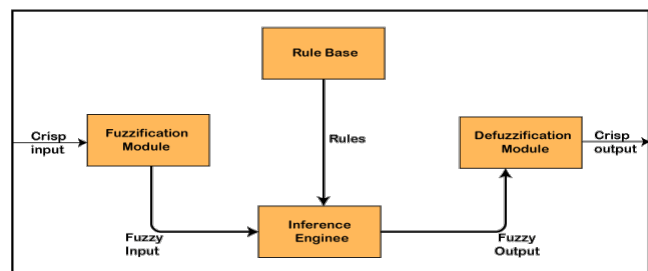 Rule Base
Fuzzification
Module
Crisp
input
Rules
Defuzzification
Module
Crisp
output
Inference
Enginee
Fuzzy
Input
Fuzzy
Output